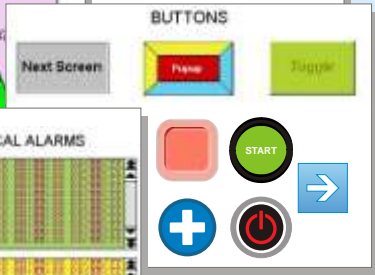 BUTTONS
Next Screen
Popup
Toggle
CAL ALARMS
START